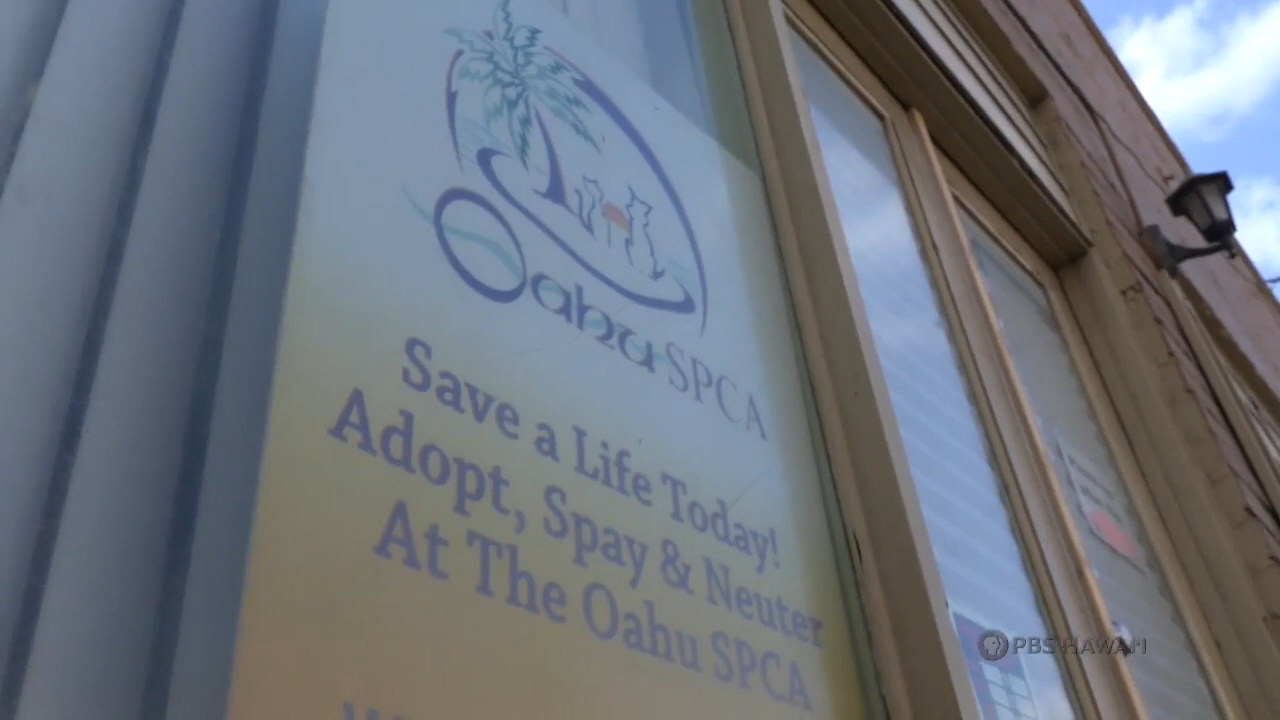 Oahu SPCA
Save a Life Today!
Adopt, Spay & Neuter
At The Oahu SPCA
PBS HAWAI'I